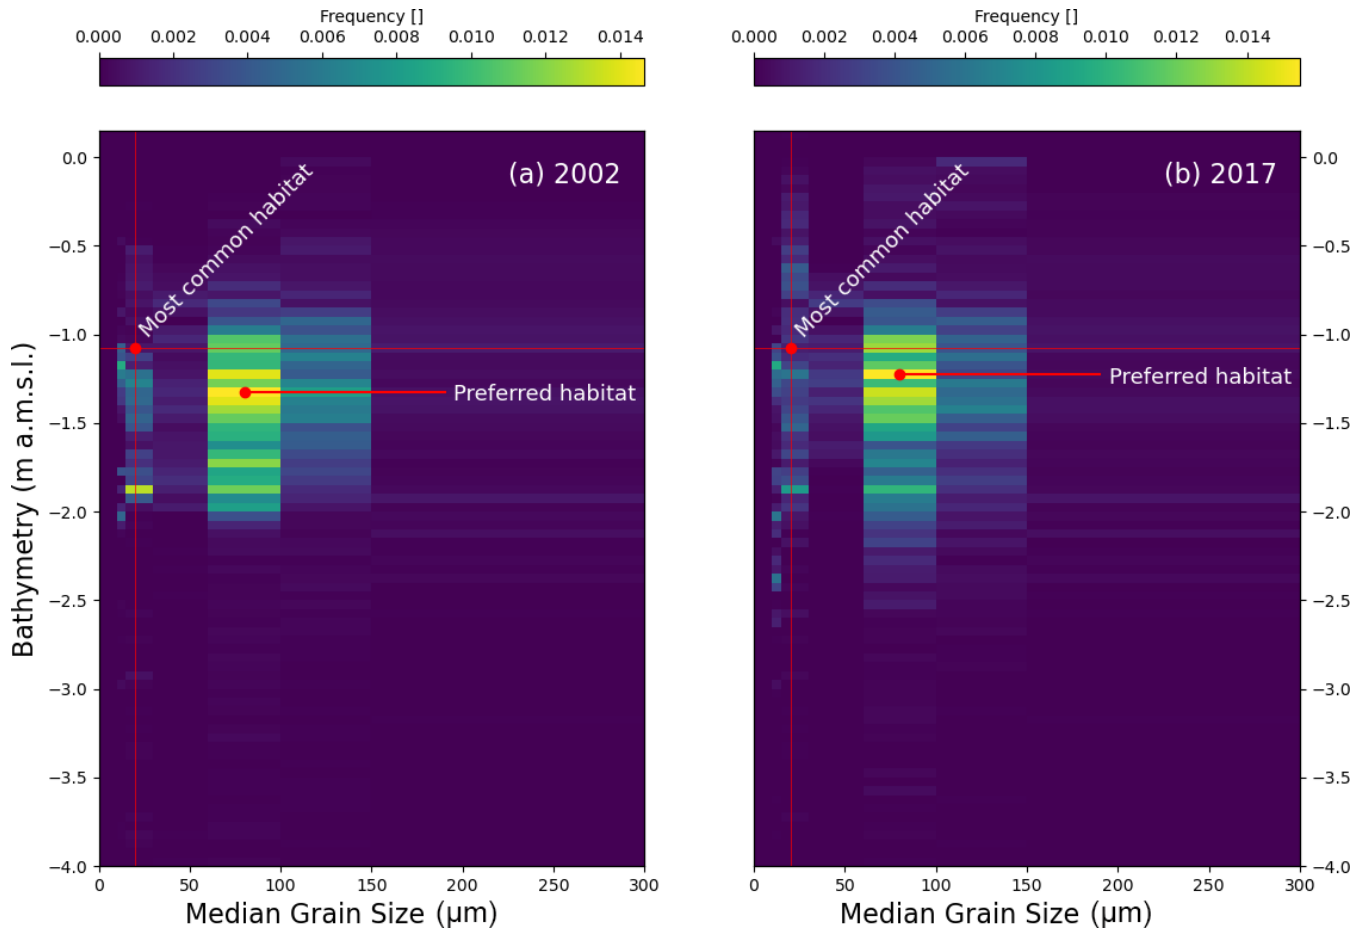 Frequency []
0.000 0.002 0.004 0.006 0.008 0.010 0.012 0.014
Frequency []
0.000 0.002 0.004 0.006 0.008 0.010 0.012 0.014
Bathymetry (m a.m.s.l.)
0.0
−0.5
−1.0
−1.5
−2.0
−2.5
−3.0
−3.5
−4.0
(a) 2002
Most common habitat
Preferred habitat
0 50 100 150 200 250 300
Median Grain Size (μm)
(b) 2017
Most common habitat
Preferred habitat
0.0
−0.5
−1.0
−1.5
−2.0
−2.5
−3.0
−3.5
−4.0
0 50 100 150 200 250 300
Median Grain Size (μm)